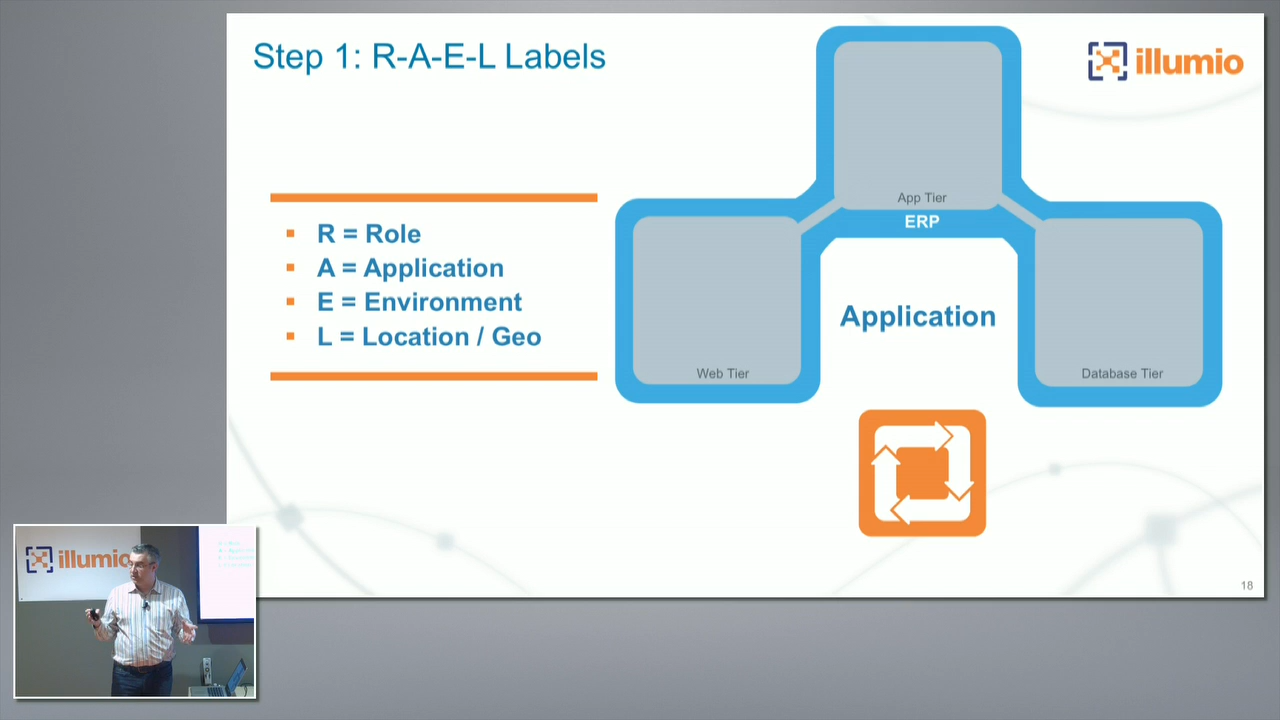 Step 1: R-A-E-L Labels
illumio
▪ R = Role
▪ A = Application
▪ E = Environment
▪ L = Location / Geo
App Tier
ERP
Web Tier
Application
Database Tier
18
illumio